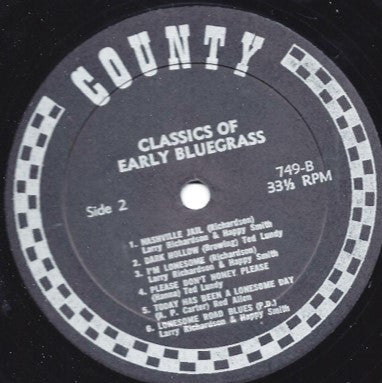 COUNTY
CLASSICS OF
EARLY BLUEGRASS
749-B
33⅓ RPM
Side 2
1. NASHVILLE JAIL (Richardson)
Larry Richardson & Happy Smith
2. DARK HOLLOW (Browing) Ted Lundy
3. I'M LONESOME (Richardson)
Larry Richardson & Happy Smith
4. PLEASE DON'T HONEY PLEASE
(Hanna) Ted Lundy
5. TODAY HAS BEEN A LONESOME DAY
(A. P. Carter) Red Allen
6. LONESOME ROAD BLUES (P.D.)
Larry Richardson & Happy Smith